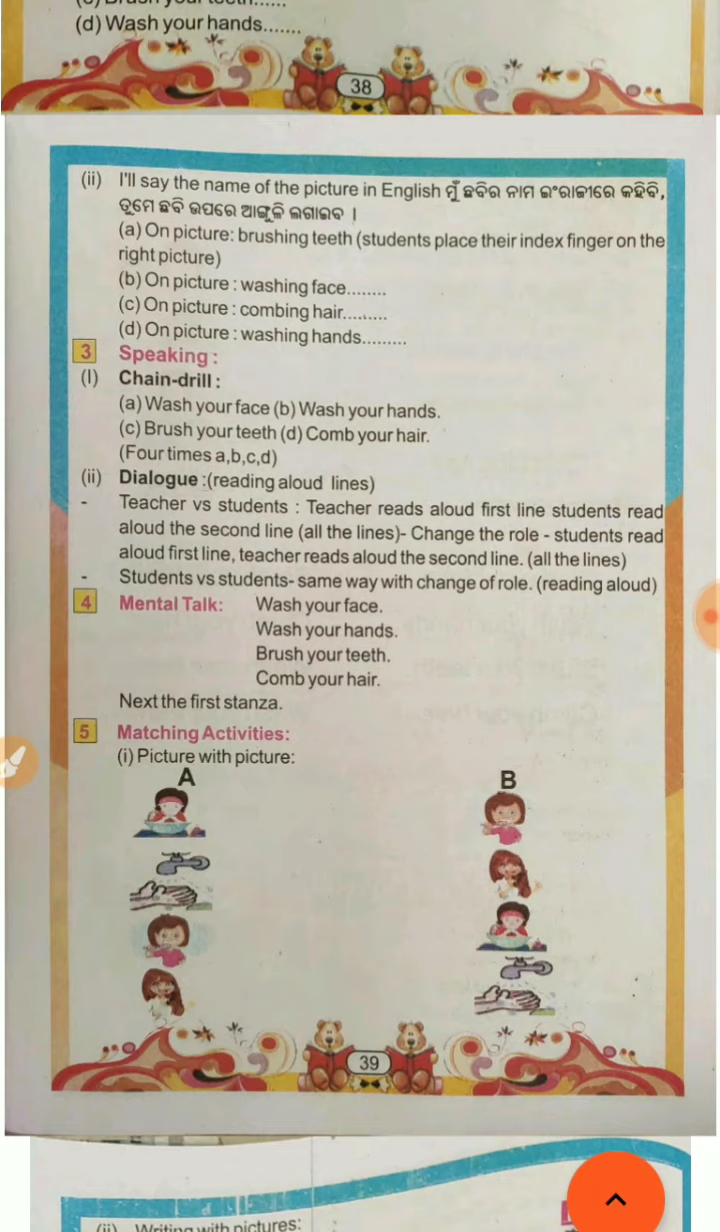 (d) Wash your hands.......
38
(ii) I'll say the name of the picture in English ମୁଁ ଛବିର ନାମ ଇଂରାଜୀରେ କହିବି,
ତୁମେ ଛବି ଉପରେ ଆଙ୍ଗୁଳି ଲଗାଇବ ।
(a) On picture: brushing teeth (students place their index finger on the
right picture)
(b) On picture : washing face........
(c) On picture : combing hair.........
(d) On picture : washing hands.........
3 Speaking :
(I) Chain-drill :
(a) Wash your face (b) Wash your hands.
(c) Brush your teeth (d) Comb your hair.
(Four times a,b,c,d)
(ii) Dialogue :(reading aloud lines)
- Teacher vs students : Teacher reads aloud first line students read
aloud the second line (all the lines)- Change the role - students read
aloud first line, teacher reads aloud the second line. (all the lines)
- Students vs students- same way with change of role. (reading aloud)
4 Mental Talk: Wash your face.
Wash your hands.
Brush your teeth.
Comb your hair.
Next the first stanza.
5 Matching Activities:
(i) Picture with picture:
A B
39
(ii) Writing with pictures: